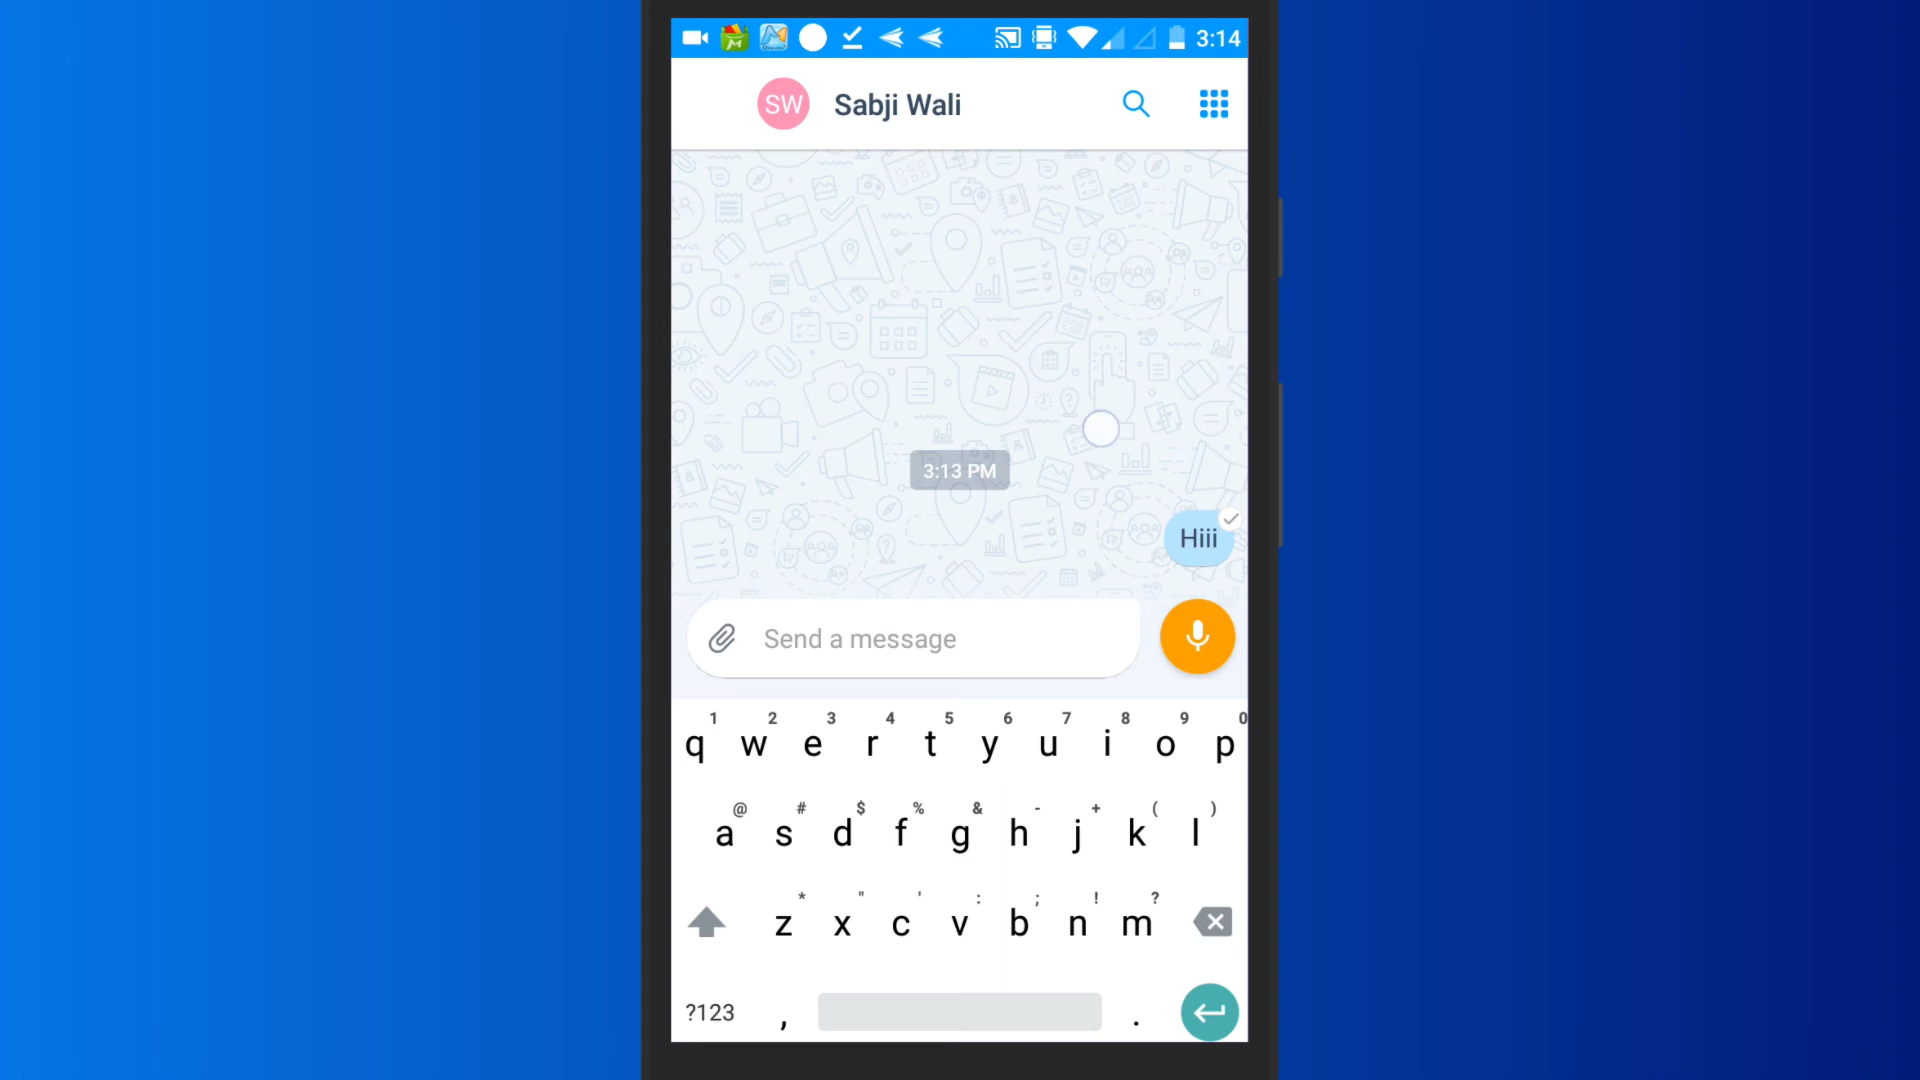 3:14
SW Sabji Wali
3:13 PM
Hiii
Send a message
1 2 3 4 5 6 7 8 9 0
q w e r t y u i o p
@ # $ % & - + ( )
a s d f g h j k l
* " ' : ; ! ?
z x c v b n m
?123 , .